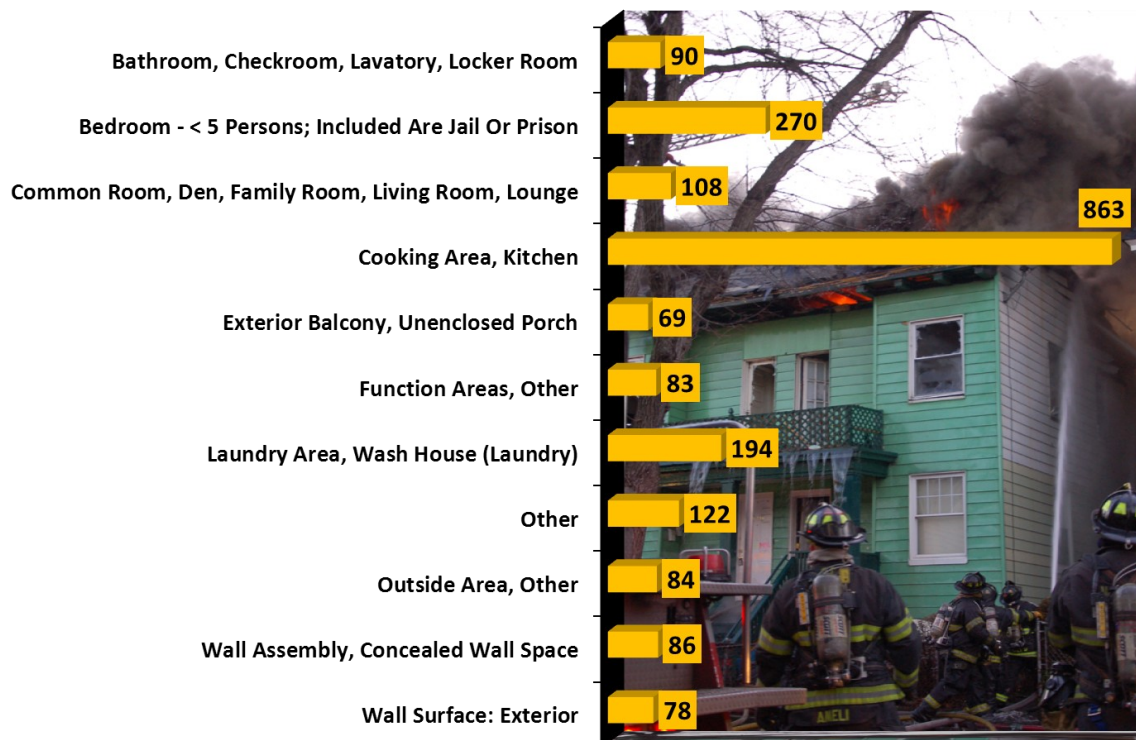 Bathroom, Checkroom, Lavatory, Locker Room 90
Bedroom - < 5 Persons; Included Are Jail Or Prison 270
Common Room, Den, Family Room, Living Room, Lounge 108
Cooking Area, Kitchen 863
Exterior Balcony, Unenclosed Porch 69
Function Areas, Other 83
Laundry Area, Wash House (Laundry) 194
Other 122
Outside Area, Other 84
Wall Assembly, Concealed Wall Space 86
Wall Surface: Exterior 78